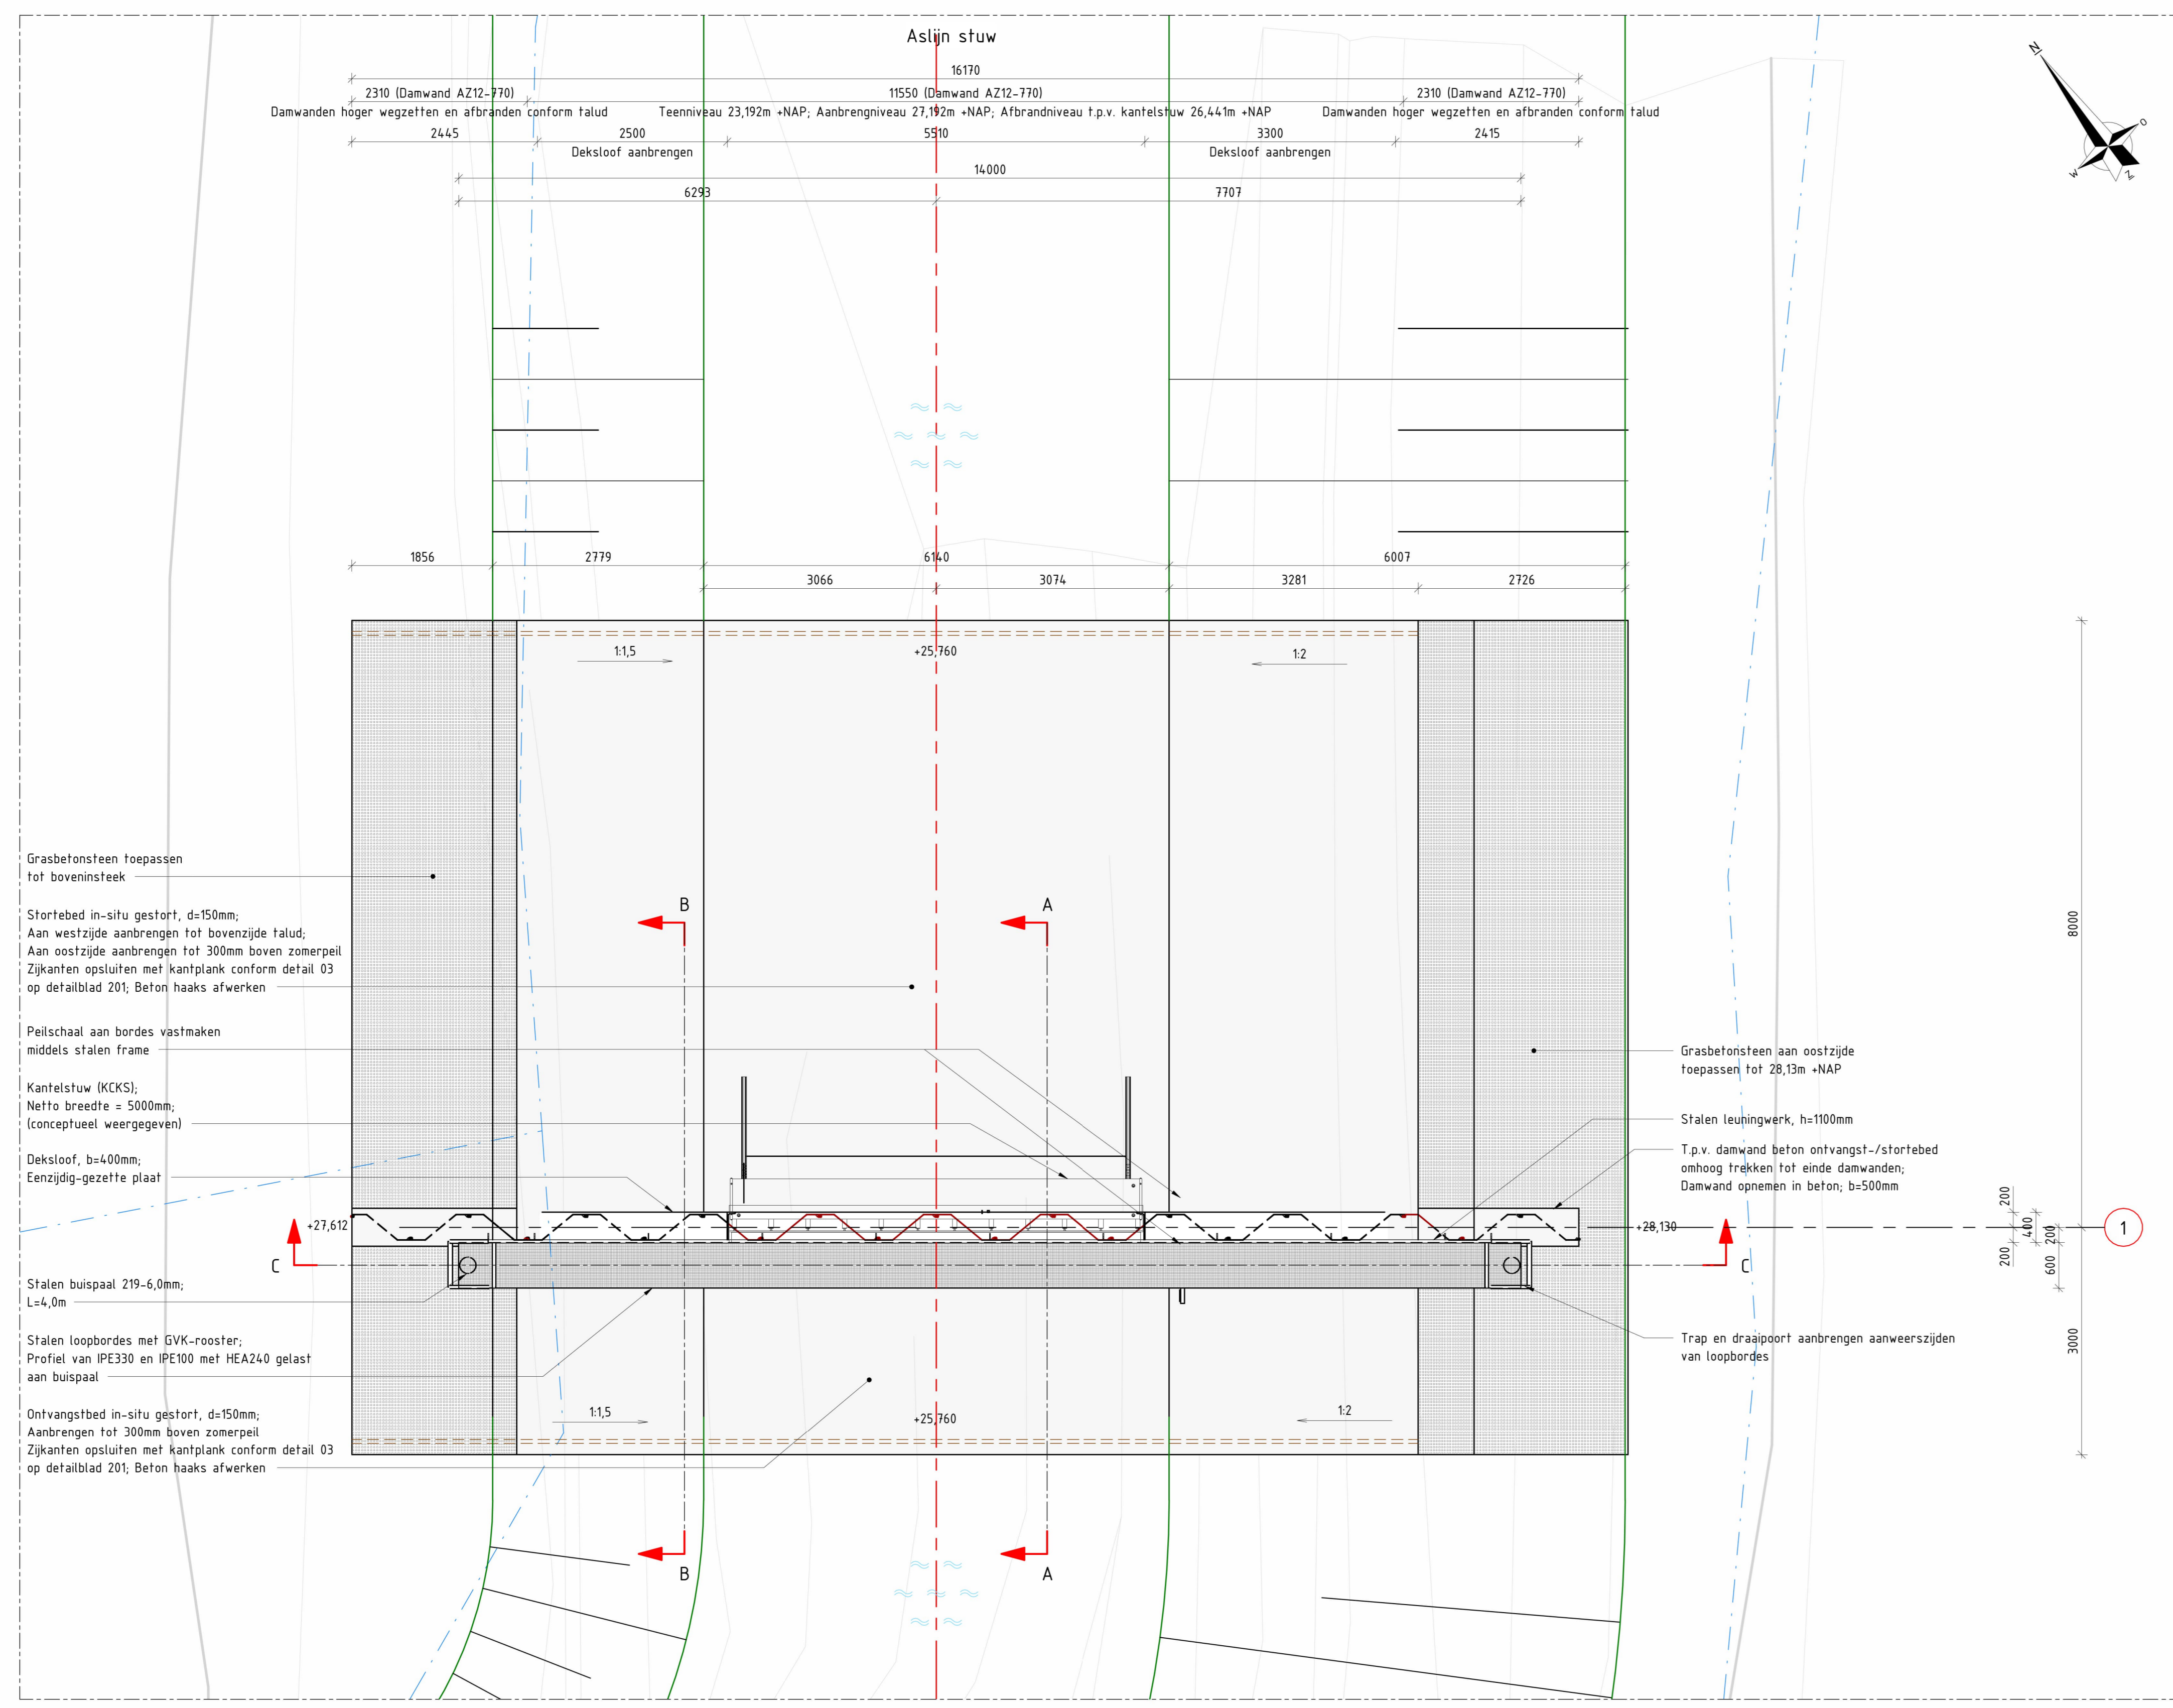 Aslijn stuw
N
O
W
Z
16170
2310 (Damwand AZ12-770)
11550 (Damwand AZ12-770)
2310 (Damwand AZ12-770)
Damwanden hoger wegzetten en afbranden conform talud
Teenniveau 23,192m +NAP; Aanbrengniveau 27,192m +NAP; Afbrandniveau t.p.v. kantelstuw 26,441m +NAP
Damwanden hoger wegzetten en afbranden conform talud
2445
2500
5510
3300
2415
Deksloof aanbrengen
Deksloof aanbrengen
14000
6293
7707
1856
2779
6140
6007
3066
3074
3281
2726
1:1,5
+25,760
1:2
Grasbetonsteen toepassen
tot boveninsteek
Stortebed in-situ gestort, d=150mm;
Aan westzijde aanbrengen tot bovenzijde talud;
Aan oostzijde aanbrengen tot 300mm boven zomerpeil
Zijkanten opsluiten met kantplank conform detail 03
op detailblad 201; Beton haaks afwerken
B
A
8000
Peilschaal aan bordes vastmaken
middels stalen frame
Kantelstuw (KCKS);
Netto breedte = 5000mm;
(conceptueel weergegeven)
Deksloof, b=400mm;
Eenzijdig-gezette plaat
Grasbetonsteen aan oostzijde
toepassen tot 28,13m +NAP
Stalen leuningwerk, h=1100mm
T.p.v. damwand beton ontvangst-/stortebed
omhoog trekken tot einde damwanden;
Damwand opnemen in beton; b=500mm
+27,612
+28,130
200
400
200
200
600
1
C
C
Stalen buispaal 219-6,0mm;
L=4,0m
Stalen loopbordes met GVK-rooster;
Profiel van IPE330 en IPE100 met HEA240 gelast
aan buispaal
Trap en draaipoort aanbrengen aanweerszijden
van loopbordes
3000
Ontvangstbed in-situ gestort, d=150mm;
Aanbrengen tot 300mm boven zomerpeil
Zijkanten opsluiten met kantplank conform detail 03
op detailblad 201; Beton haaks afwerken
1:1,5
+25,760
1:2
B
A